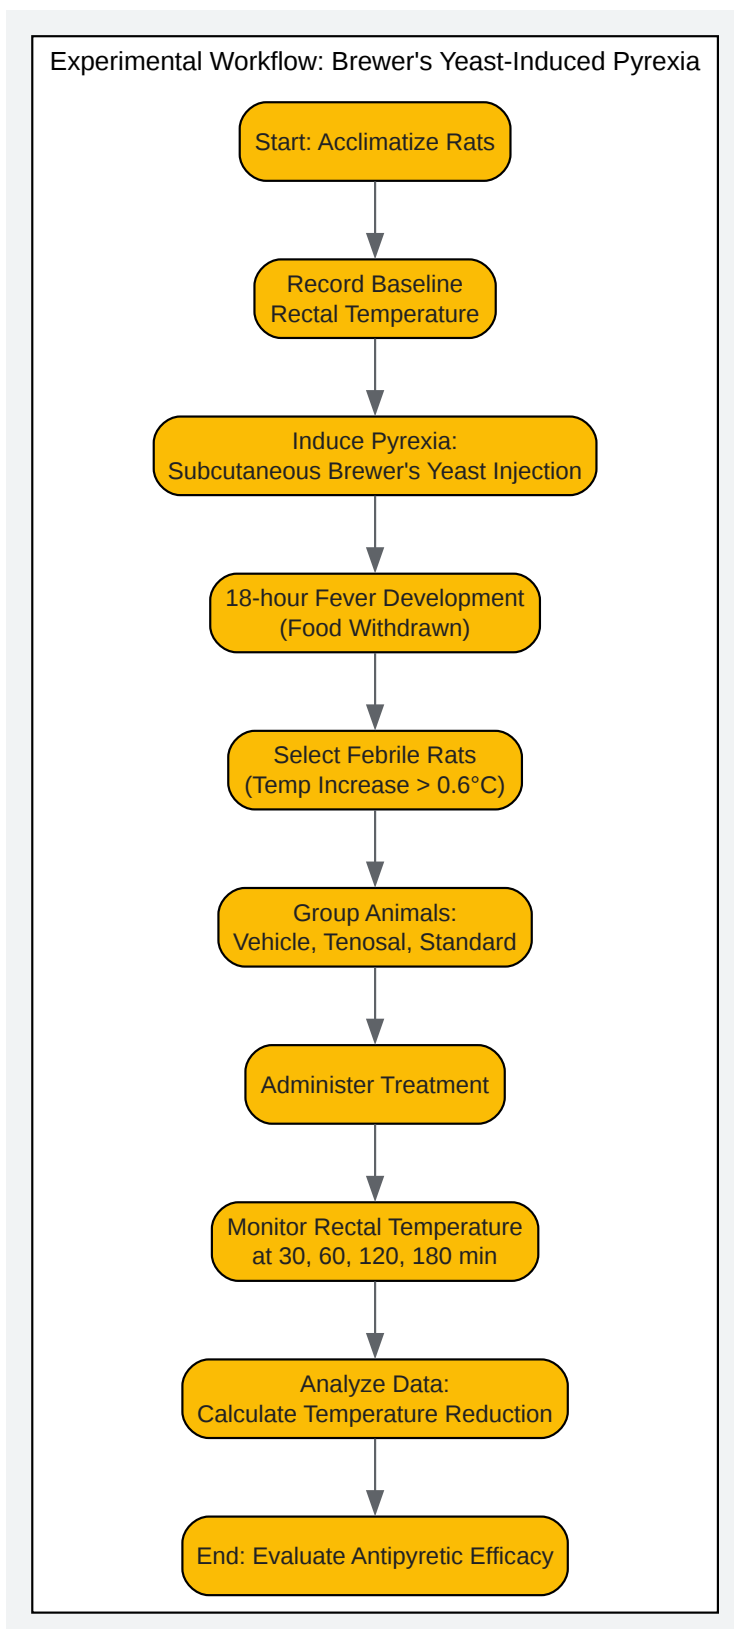 Experimental Workflow: Brewer's Yeast-Induced Pyrexia
Start: Acclimatize Rats
Record Baseline
Rectal Temperature
Induce Pyrexia:
Subcutaneous Brewer's Yeast Injection
18-hour Fever Development
(Food Withdrawn)
Select Febrile Rats
(Temp Increase > 0.6°C)
Group Animals:
Vehicle, Tenosal, Standard
Administer Treatment
Monitor Rectal Temperature
at 30, 60, 120, 180 min
Analyze Data:
Calculate Temperature Reduction
End: Evaluate Antipyretic Efficacy